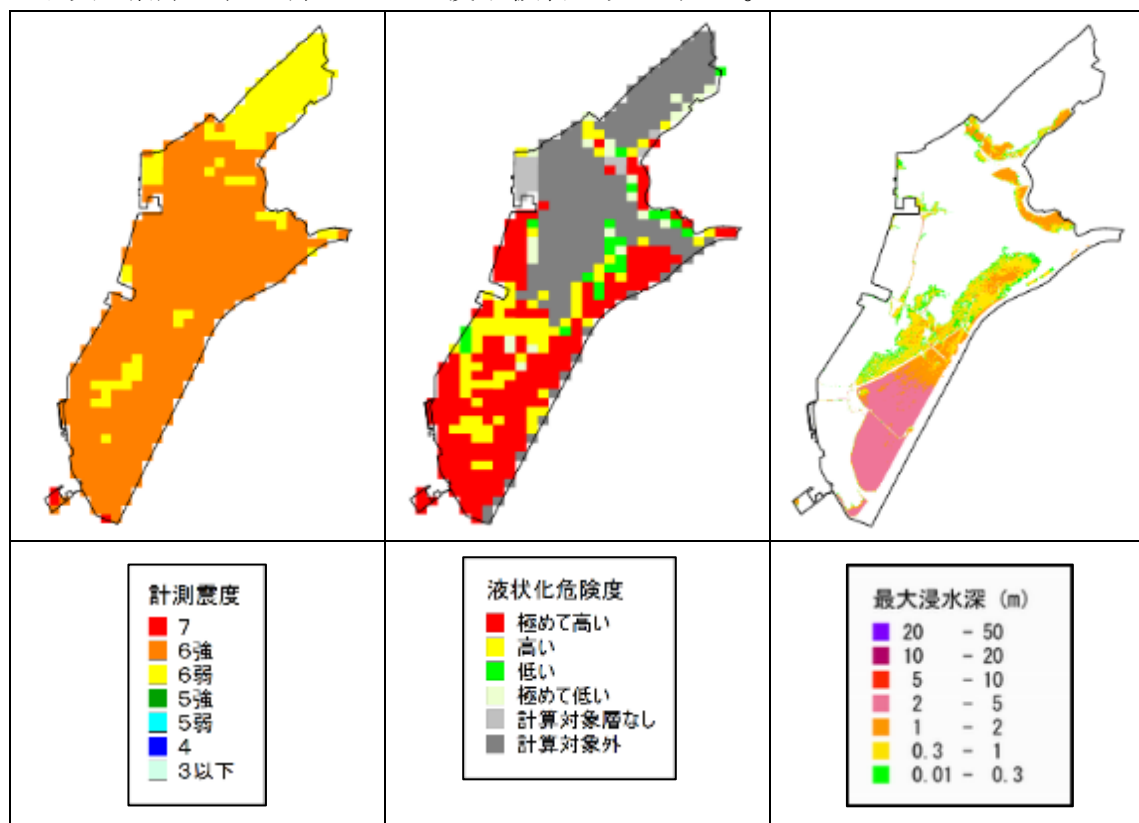 計測震度
7
6強
6弱
5強
5弱
4
3以下
液状化危険度
極めて高い
高い
低い
極めて低い
計算対象層なし
計算対象外
最大浸水深 (m)
20 - 50
10 - 20
5 - 10
2 - 5
1 - 2
0.3 - 1
0.01 - 0.3